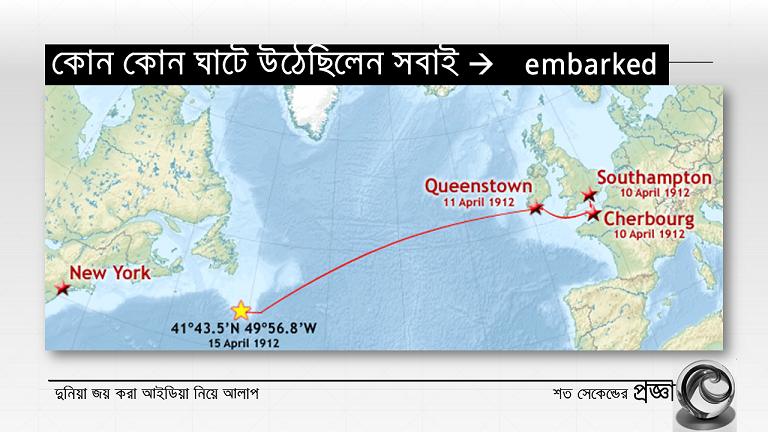 কোন কোন ঘাটে উঠেছিলেন সবাই → embarked
Queenstown
11 April 1912
Southampton
10 April 1912
Cherbourg
10 April 1912
New York
41°43.5'N 49°56.8'W
15 April 1912
দুনিয়া জয় করা আইডিয়া নিয়ে আলাপ
শত সেকেন্ডের প্রজ্ঞা